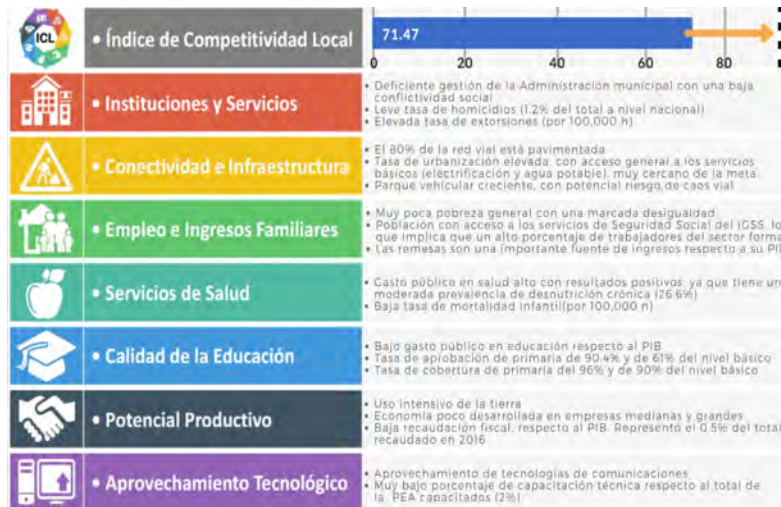 ICL
• Índice de Competitividad Local
71.47
0 20 40 60 80
• Instituciones y Servicios
• Deficiente gestión de la Administración municipal con una baja
conflictividad social
• Leve tasa de homicidios (1.2% del total a nivel nacional)
• Elevada tasa de extorsiones (por 100,000 h)
• Conectividad e Infraestructura
• El 80% de la red vial está pavimentada
• Tasa de urbanización elevada, con acceso general a los servicios
básicos (electrificación y agua potable), muy cercano de la meta.
• Parque vehicular creciente, con potencial riesgo de caos vial
• Empleo e Ingresos Familiares
• Muy poca pobreza general con una marcada desigualdad
• Población con acceso a los servicios de Seguridad Social del IGSS, lo
que implica que un alto porcentaje de trabajadores del sector forma
• Las remesas son una importante fuente de ingresos respecto a su PI
• Servicios de Salud
• Gasto público en salud alto con resultados positivos, ya que tiene un
moderada prevalencia de desnutrición crónica (26.6%)
• Baja tasa de mortalidad infantil(por 100,000 n)
• Calidad de la Educación
• Bajo gasto público en educación respecto al PIB
• Tasa de aprobación de primaria de 90.4% y de 61% del nivel básico
• Tasa de cobertura de primaria del 96% y de 90% del nivel básico
• Potencial Productivo
• Uso intensivo de la tierra
• Economía poco desarrollada en empresas medianas y grandes
• Baja recaudación fiscal, respecto al PIB. Representó el 0.5% del total
recaudado en 2016
• Aprovechamiento Tecnológico
• Aprovechamiento de tecnologías de comunicaciones
• Muy bajo porcentaje de capacitación técnica respecto al total de
la PEA capacitados (2%)